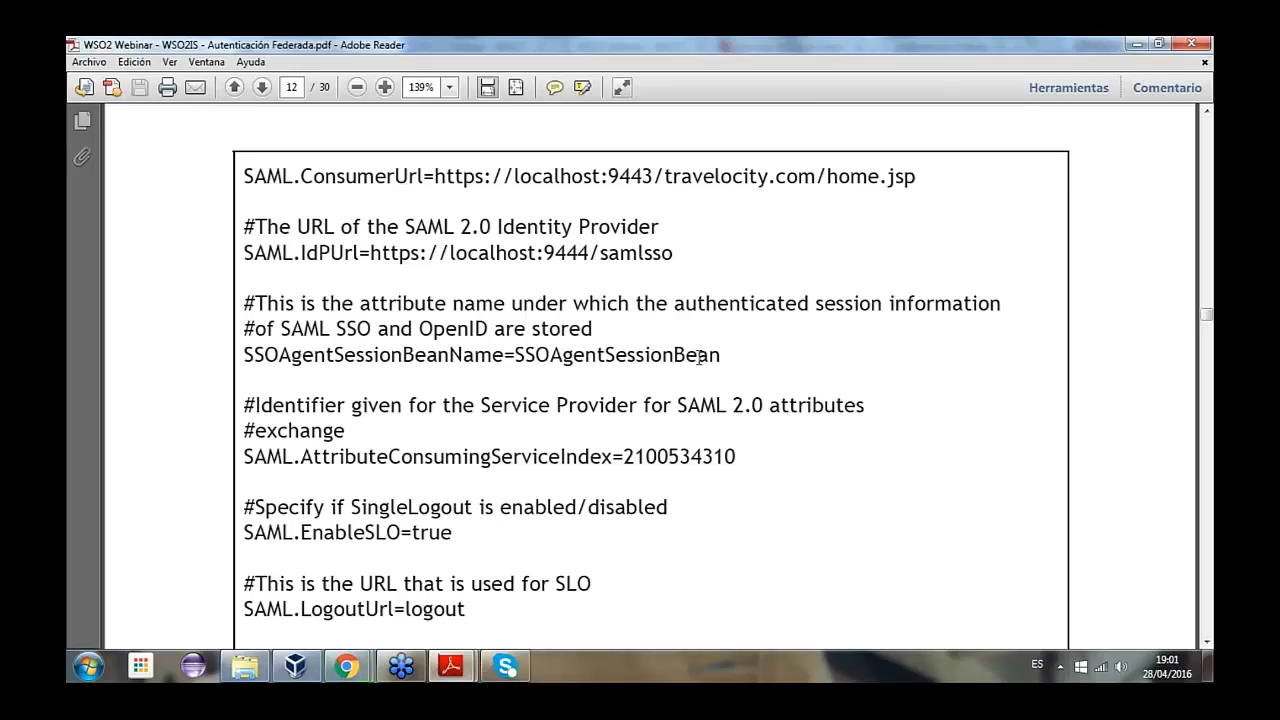 WSO2 Webinar - WSO2IS - Autenticación Federada.pdf - Adobe Reader
Archivo Edición Ver Ventana Ayuda
12 / 30 139% Herramientas Comentario
SAML.ConsumerUrl=https://localhost:9443/travelocity.com/home.jsp
#The URL of the SAML 2.0 Identity Provider
SAML.IdPUrl=https://localhost:9444/samlsso
#This is the attribute name under which the authenticated session information
#of SAML SSO and OpenID are stored
SSOAgentSessionBeanName=SSOAgentSessionBean
#Identifier given for the Service Provider for SAML 2.0 attributes
#exchange
SAML.AttributeConsumingServiceIndex=2100534310
#Specify if SingleLogout is enabled/disabled
SAML.EnableSLO=true
#This is the URL that is used for SLO
SAML.LogoutUrl=logout
ES 19:01
28/04/2016